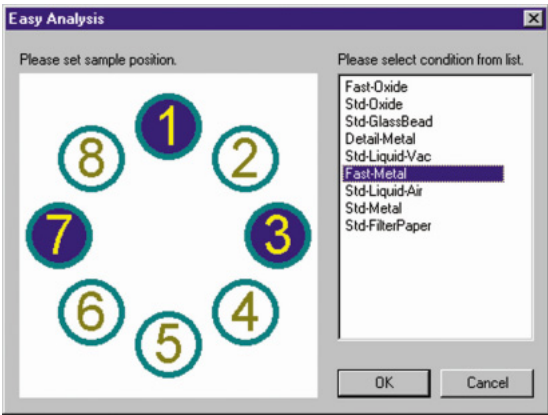 Easy Analysis
Please set sample position.
1
2
3
4
5
6
7
8
Please select condition from list.
Fast-Oxide
Std-Oxide
Std-GlassBead
Detail-Metal
Std-Liquid-Vac
Fast-Metal
Std-Liquid-Air
Std-Metal
Std-FilterPaper
OK
Cancel